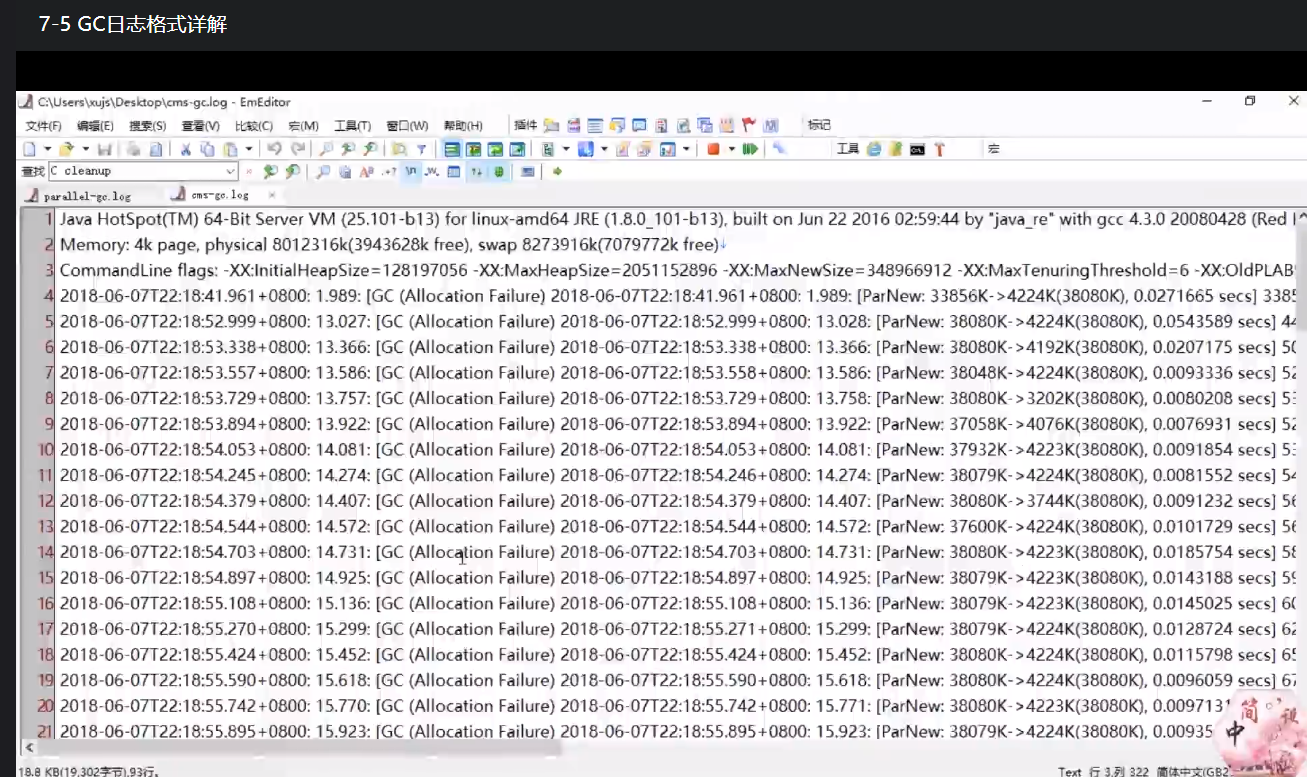 7-5 GC日志格式详解
C:\Users\xujs\Desktop\cms-gc.log - EmEditor
文件(F) 编辑(E) 搜索(S) 查看(V) 比较(C) 宏(M) 工具(T) 窗口(W) 帮助(H) 插件 标记
工具 宏
查找 C cleanup
parallel-gc.log cms-gc.log
1 Java HotSpot(TM) 64-Bit Server VM (25.101-b13) for linux-amd64 JRE (1.8.0_101-b13), built on Jun 22 2016 02:59:44 by "java_re" with gcc 4.3.0 20080428 (Red
2 Memory: 4k page, physical 8012316k(3943628k free), swap 8273916k(7079772k free)
3 CommandLine flags: -XX:InitialHeapSize=128197056 -XX:MaxHeapSize=2051152896 -XX:MaxNewSize=348966912 -XX:MaxTenuringThreshold=6 -XX:OldPLAB
4 2018-06-07T22:18:41.961+0800: 1.989: [GC (Allocation Failure) 2018-06-07T22:18:41.961+0800: 1.989: [ParNew: 33856K->4224K(38080K), 0.0271665 secs] 3385
5 2018-06-07T22:18:52.999+0800: 13.027: [GC (Allocation Failure) 2018-06-07T22:18:52.999+0800: 13.028: [ParNew: 38080K->4224K(38080K), 0.0543589 secs] 44
6 2018-06-07T22:18:53.338+0800: 13.366: [GC (Allocation Failure) 2018-06-07T22:18:53.338+0800: 13.366: [ParNew: 38080K->4192K(38080K), 0.0207175 secs] 50
7 2018-06-07T22:18:53.557+0800: 13.586: [GC (Allocation Failure) 2018-06-07T22:18:53.558+0800: 13.586: [ParNew: 38048K->4224K(38080K), 0.0093336 secs] 52
8 2018-06-07T22:18:53.729+0800: 13.757: [GC (Allocation Failure) 2018-06-07T22:18:53.729+0800: 13.758: [ParNew: 38080K->3202K(38080K), 0.0080208 secs] 53
9 2018-06-07T22:18:53.894+0800: 13.922: [GC (Allocation Failure) 2018-06-07T22:18:53.894+0800: 13.922: [ParNew: 37058K->4076K(38080K), 0.0076931 secs] 52
10 2018-06-07T22:18:54.053+0800: 14.081: [GC (Allocation Failure) 2018-06-07T22:18:54.053+0800: 14.081: [ParNew: 37932K->4223K(38080K), 0.0091854 secs] 53
11 2018-06-07T22:18:54.245+0800: 14.274: [GC (Allocation Failure) 2018-06-07T22:18:54.246+0800: 14.274: [ParNew: 38079K->4224K(38080K), 0.0081552 secs] 54
12 2018-06-07T22:18:54.379+0800: 14.407: [GC (Allocation Failure) 2018-06-07T22:18:54.379+0800: 14.407: [ParNew: 38080K->3744K(38080K), 0.0091232 secs] 56
13 2018-06-07T22:18:54.544+0800: 14.572: [GC (Allocation Failure) 2018-06-07T22:18:54.544+0800: 14.572: [ParNew: 37600K->4224K(38080K), 0.0101729 secs] 56
14 2018-06-07T22:18:54.703+0800: 14.731: [GC (Allocation Failure) 2018-06-07T22:18:54.703+0800: 14.731: [ParNew: 38080K->4223K(38080K), 0.0185754 secs] 58
15 2018-06-07T22:18:54.897+0800: 14.925: [GC (Allocation Failure) 2018-06-07T22:18:54.897+0800: 14.925: [ParNew: 38079K->4223K(38080K), 0.0143188 secs] 59
16 2018-06-07T22:18:55.108+0800: 15.136: [GC (Allocation Failure) 2018-06-07T22:18:55.108+0800: 15.136: [ParNew: 38079K->4223K(38080K), 0.0145025 secs] 60
17 2018-06-07T22:18:55.270+0800: 15.299: [GC (Allocation Failure) 2018-06-07T22:18:55.271+0800: 15.299: [ParNew: 38079K->4224K(38080K), 0.0128724 secs] 62
18 2018-06-07T22:18:55.424+0800: 15.452: [GC (Allocation Failure) 2018-06-07T22:18:55.424+0800: 15.452: [ParNew: 38080K->4224K(38080K), 0.0115798 secs] 65
19 2018-06-07T22:18:55.590+0800: 15.618: [GC (Allocation Failure) 2018-06-07T22:18:55.590+0800: 15.618: [ParNew: 38080K->4224K(38080K), 0.0096059 secs] 67
20 2018-06-07T22:18:55.742+0800: 15.770: [GC (Allocation Failure) 2018-06-07T22:18:55.742+0800: 15.771: [ParNew: 38080K->4224K(38080K), 0.0097131
21 2018-06-07T22:18:55.895+0800: 15.923: [GC (Allocation Failure) 2018-06-07T22:18:55.895+0800: 15.923: [ParNew: 38080K->4224K(38080K), 0.00935
简
中
18.8 KB(19,302字节),93行。 Text 行 3,列 322 简体中文(GB2